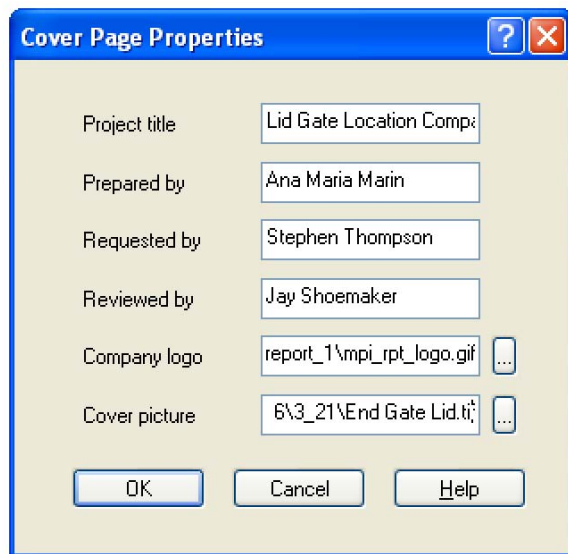 Cover Page Properties
Project title Lid Gate Location Compa
Prepared by Ana Maria Marin
Requested by Stephen Thompson
Reviewed by Jay Shoemaker
Company logo report_1\mpi_rpt_logo.gif ...
Cover picture 6\3_21\End Gate Lid.ti ...
OK Cancel Help